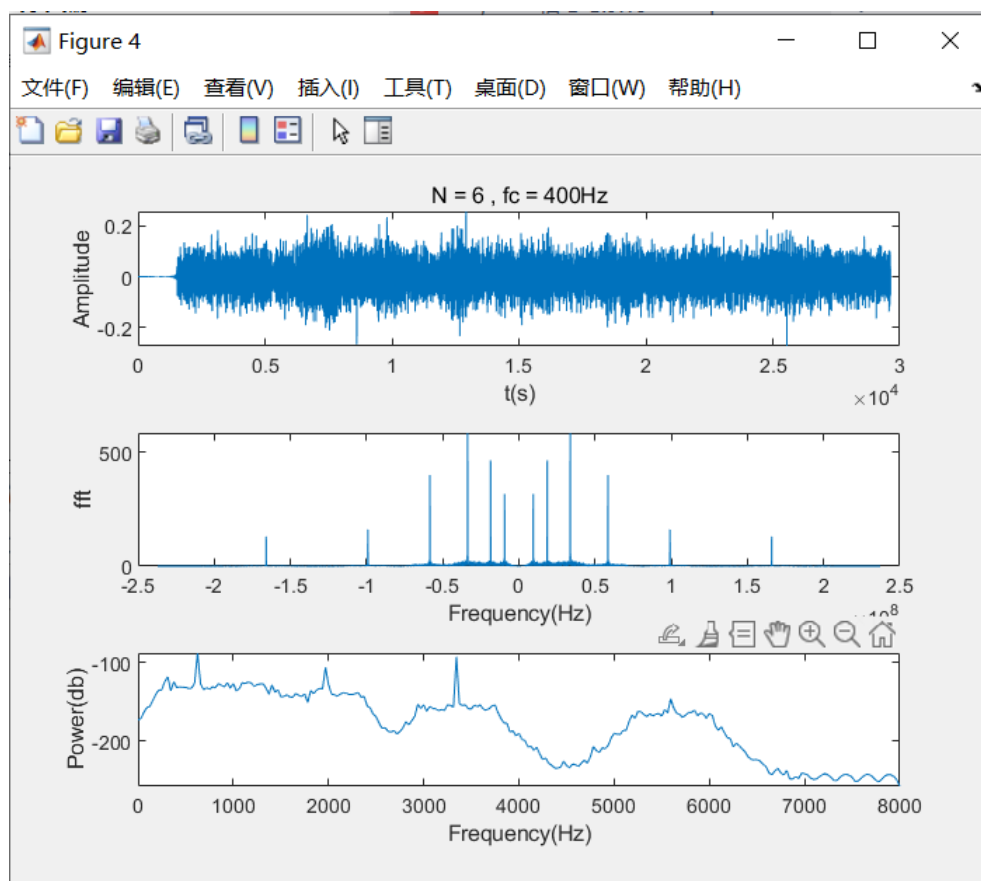 Figure 4
文件(F) 编辑(E) 查看(V) 插入(I) 工具(T) 桌面(D) 窗口(W) 帮助(H)
N = 6 , fc = 400Hz
Amplitude
0.2
0
-0.2
0 0.5 1 1.5 2 2.5 3
t(s)
×10^4
fft
500
0
-2.5 -2 -1.5 -1 -0.5 0 0.5 1 1.5 2 2.5
Frequency(Hz)
×10^8
Power(db)
-100
-200
0 1000 2000 3000 4000 5000 6000 7000 8000
Frequency(Hz)